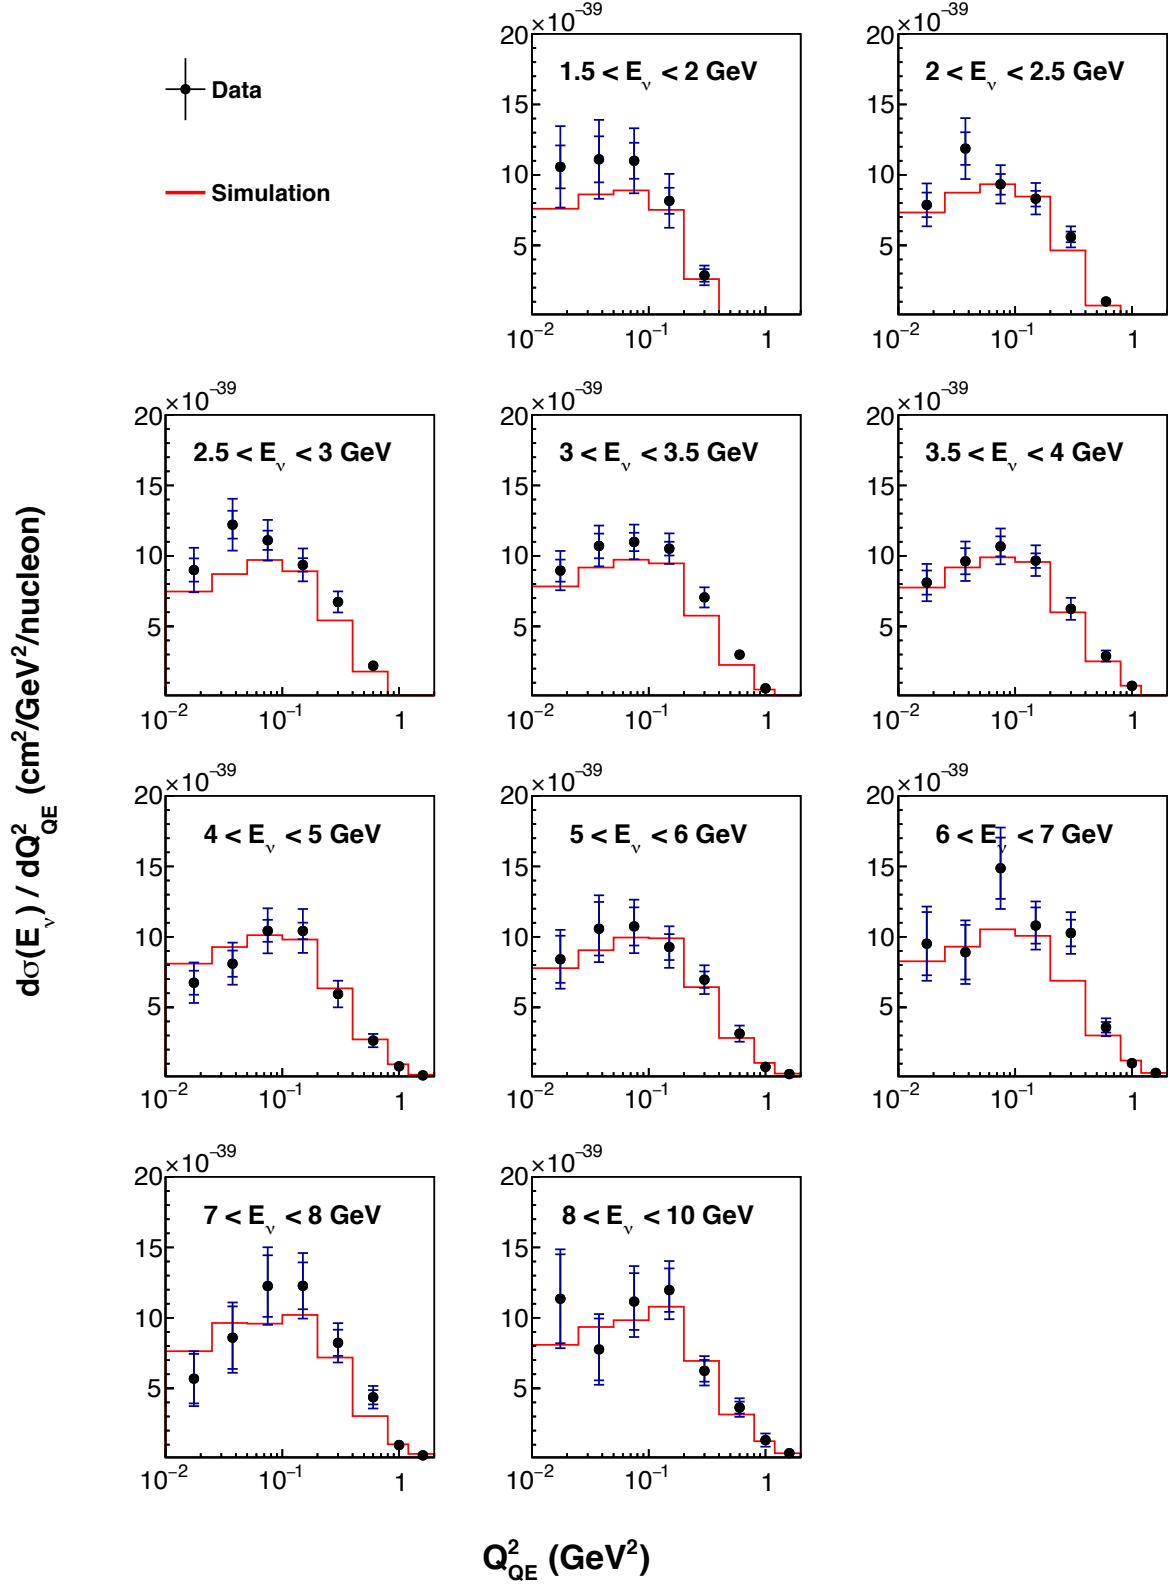 Data
Simulation
dσ(E_ν) / dQ²_QE (cm²/GeV²/nucleon)
20 ×10⁻³⁹
1.5 < E_ν < 2 GeV
15
10
5
10⁻² 10⁻¹ 1
20 ×10⁻³⁹
2 < E_ν < 2.5 GeV
15
10
5
10⁻² 10⁻¹ 1
20 ×10⁻³⁹
2.5 < E_ν < 3 GeV
15
10
5
10⁻² 10⁻¹ 1
20 ×10⁻³⁹
3 < E_ν < 3.5 GeV
15
10
5
10⁻² 10⁻¹ 1
20 ×10⁻³⁹
3.5 < E_ν < 4 GeV
15
10
5
10⁻² 10⁻¹ 1
20 ×10⁻³⁹
4 < E_ν < 5 GeV
15
10
5
10⁻² 10⁻¹ 1
20 ×10⁻³⁹
5 < E_ν < 6 GeV
15
10
5
10⁻² 10⁻¹ 1
20 ×10⁻³⁹
6 < E_ν < 7 GeV
15
10
5
10⁻² 10⁻¹ 1
20 ×10⁻³⁹
7 < E_ν < 8 GeV
15
10
5
10⁻² 10⁻¹ 1
20 ×10⁻³⁹
8 < E_ν < 10 GeV
15
10
5
10⁻² 10⁻¹ 1
Q²_QE (GeV²)